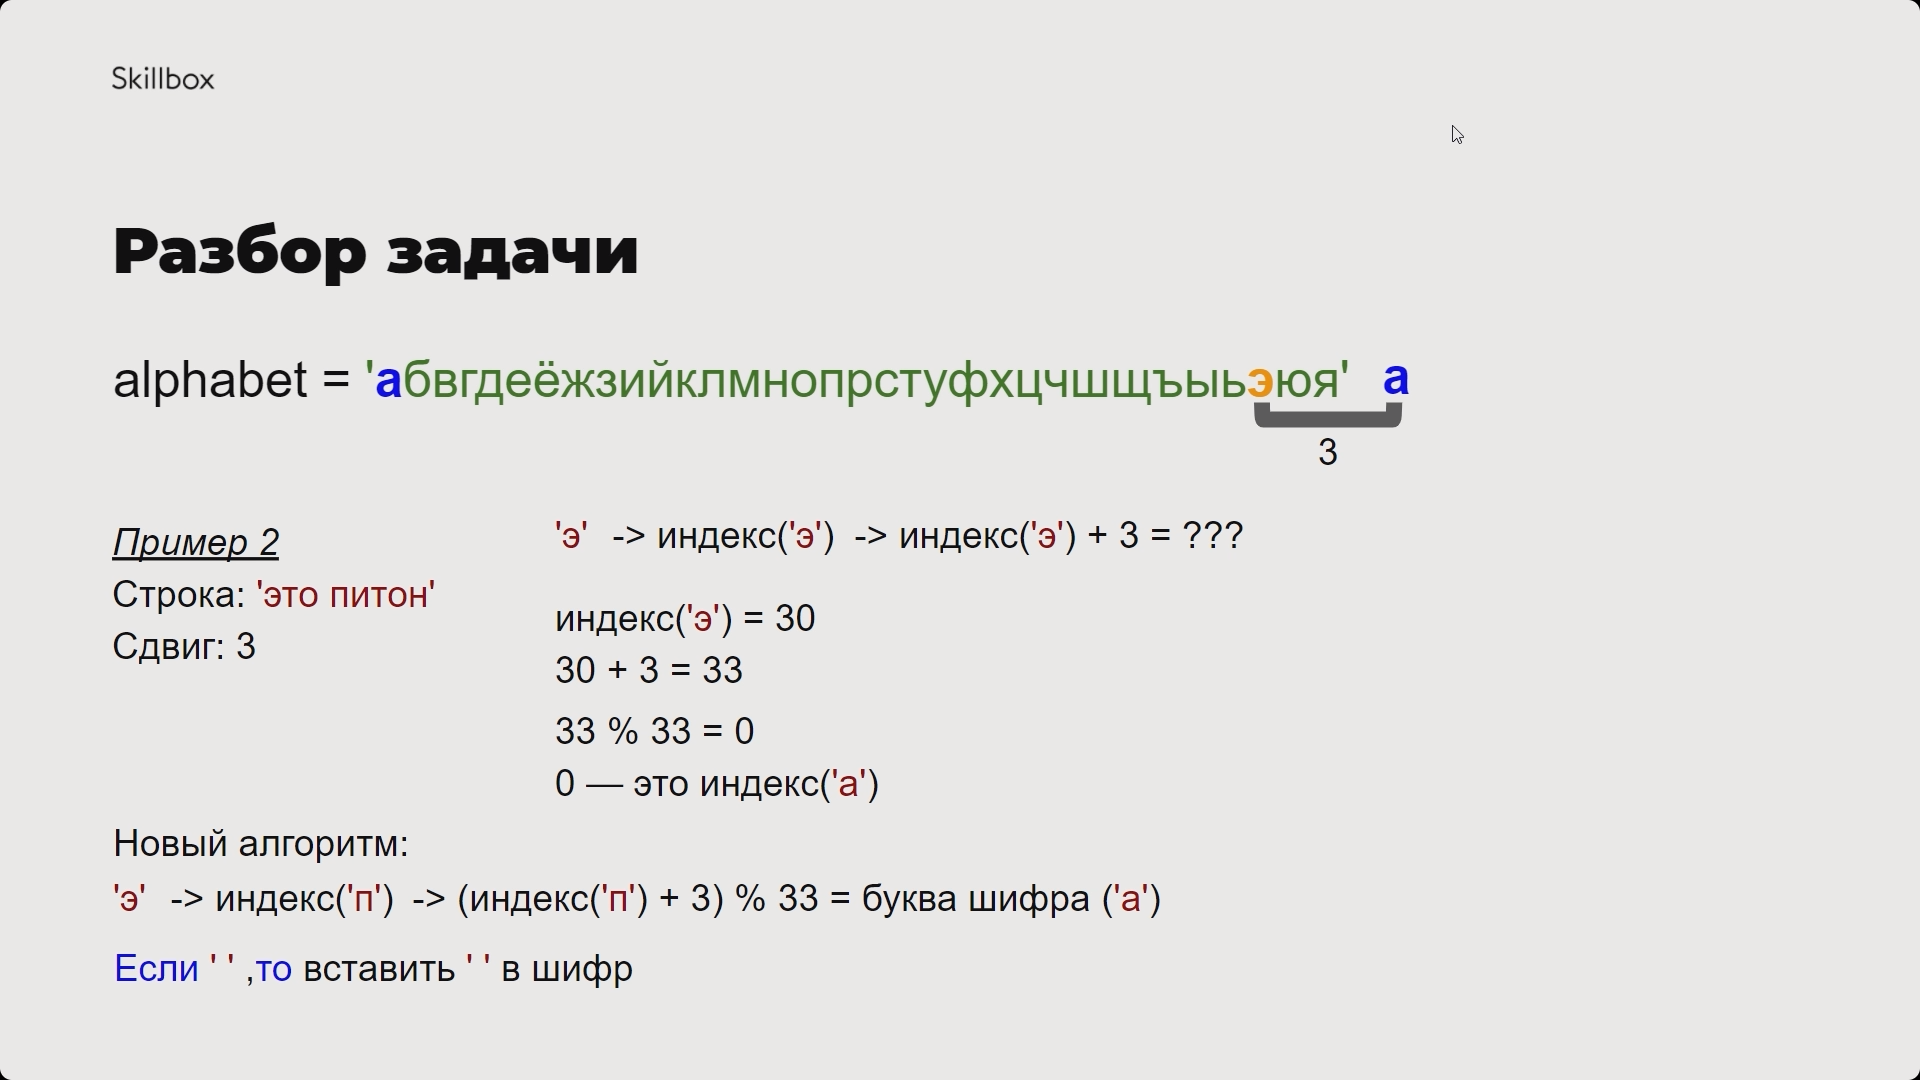 Skillbox
Разбор задачи
alphabet = 'абвгдеёжзийклмнопрстуфхцчшщъыьэюя' а
3
Пример 2
Строка: 'это питон'
Сдвиг: 3
'э' -> индекс('э') -> индекс('э') + 3 = ???
индекс('э') = 30
30 + 3 = 33
33 % 33 = 0
0 — это индекс('а')
Новый алгоритм:
'э' -> индекс('п') -> (индекс('п') + 3) % 33 = буква шифра ('а')
Если ' ' ,то вставить ' ' в шифр